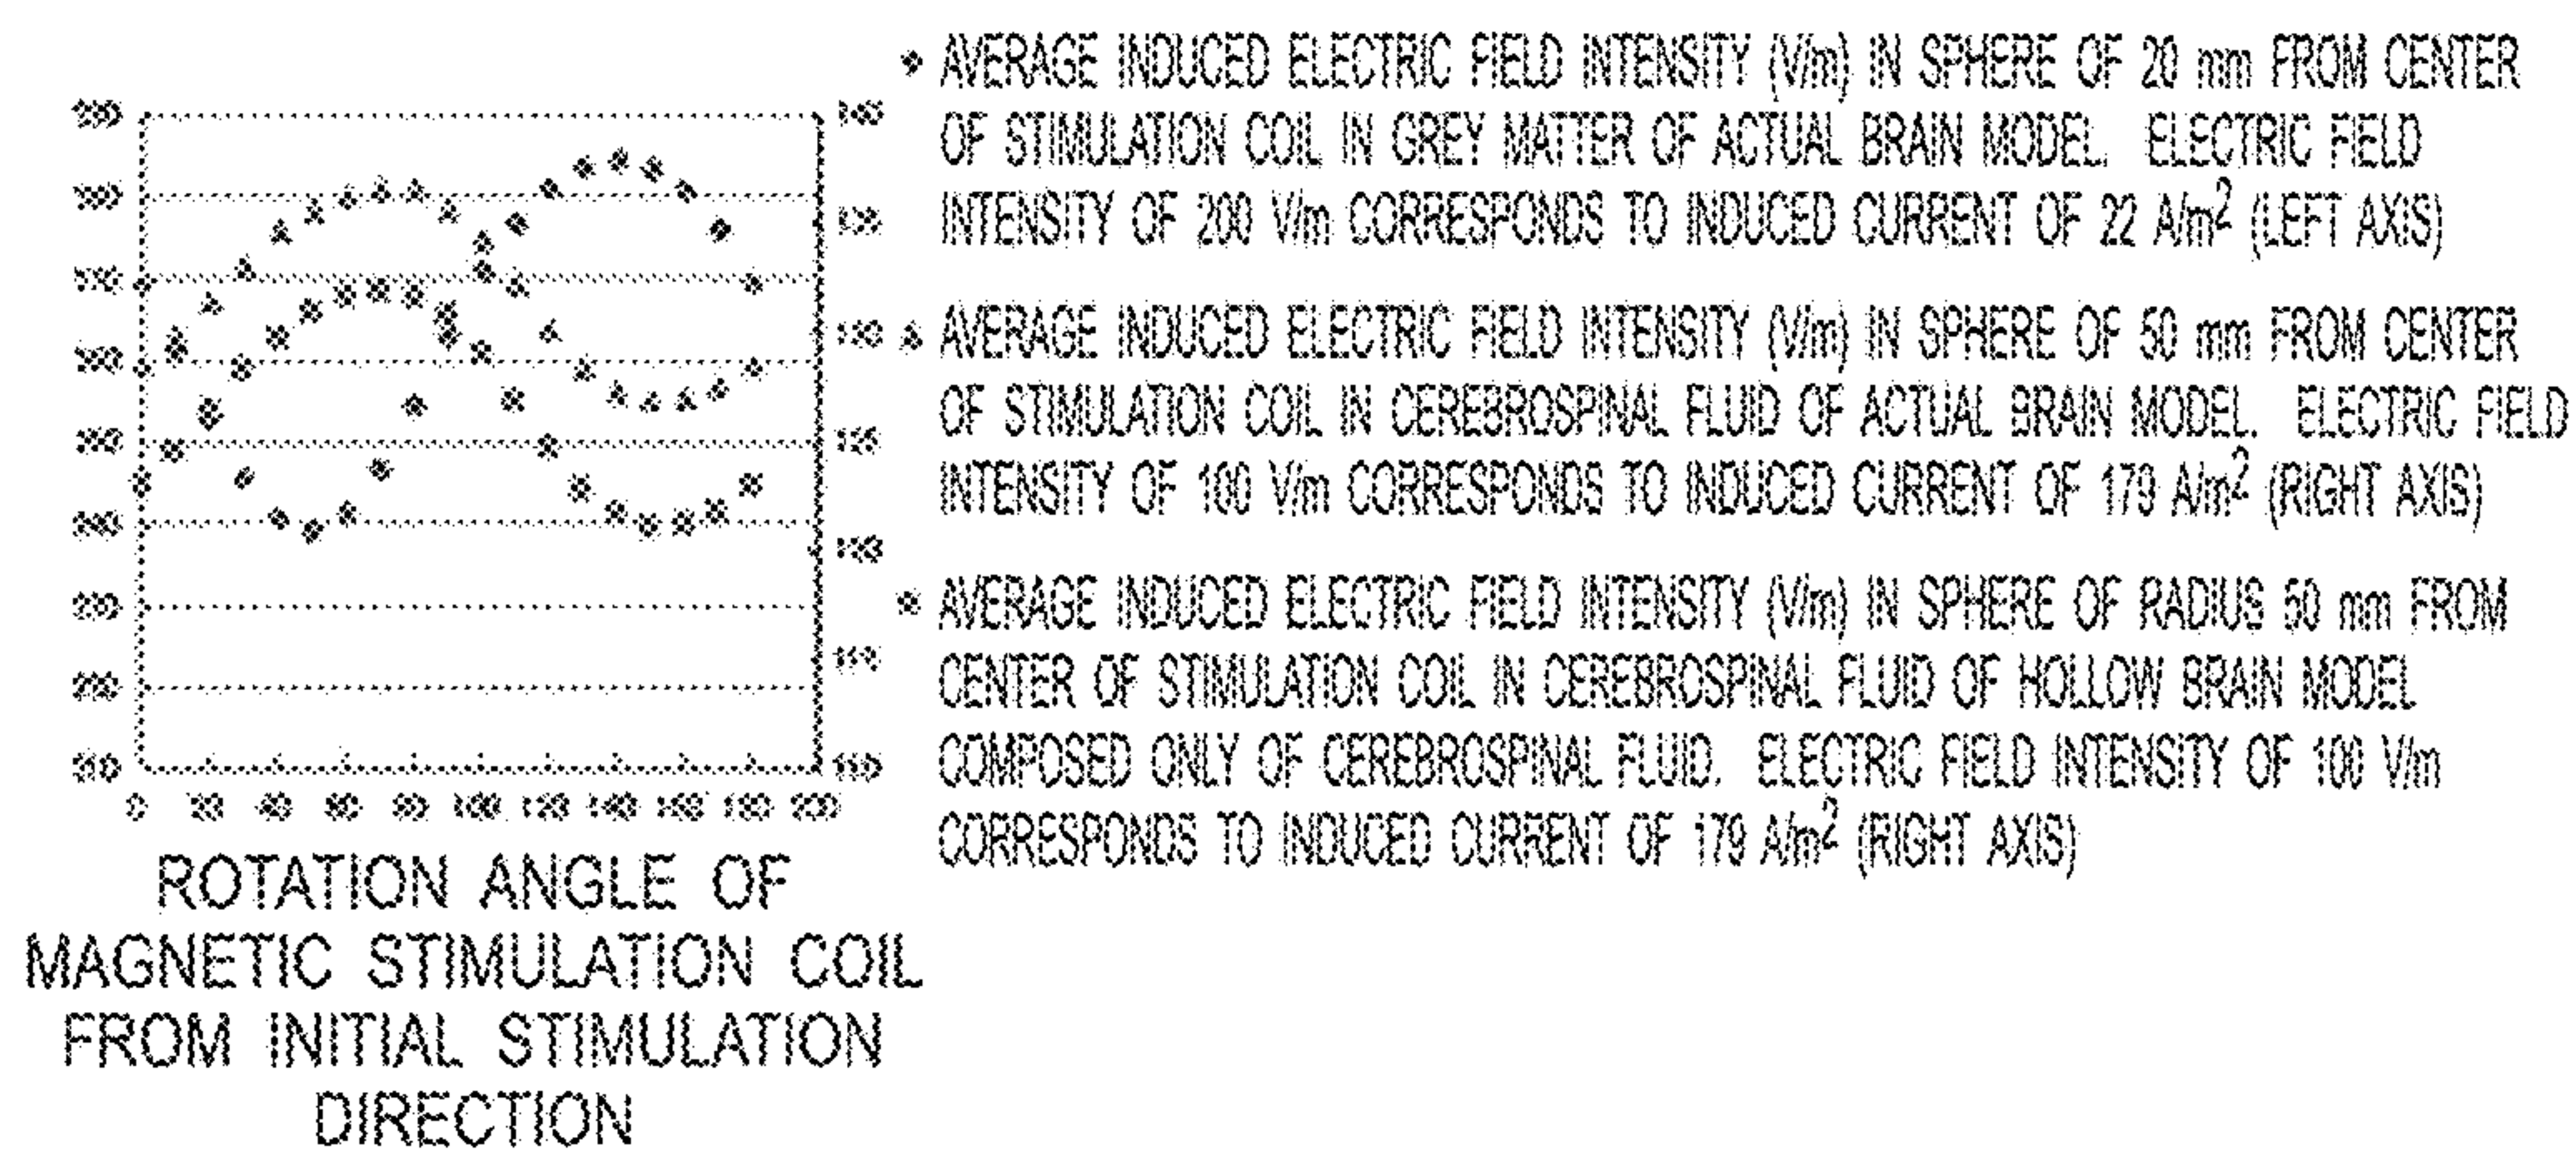 AVERAGE INDUCED ELECTRIC FIELD INTENSITY (V/m) IN SPHERE OF 20 mm FROM CENTER
OF STIMULATION COIL IN GREY MATTER OF ACTUAL BRAIN MODEL. ELECTRIC FIELD
INTENSITY OF 200 V/m CORRESPONDS TO INDUCED CURRENT OF 22 A/m² (LEFT AXIS)
AVERAGE INDUCED ELECTRIC FIELD INTENSITY (V/m) IN SPHERE OF 50 mm FROM CENTER
OF STIMULATION COIL IN CEREBROSPINAL FLUID OF ACTUAL BRAIN MODEL. ELECTRIC FIELD
INTENSITY OF 100 V/m CORRESPONDS TO INDUCED CURRENT OF 179 A/m² (RIGHT AXIS)
AVERAGE INDUCED ELECTRIC FIELD INTENSITY (V/m) IN SPHERE OF RADIUS 50 mm FROM
CENTER OF STIMULATION COIL IN CEREBROSPINAL FLUID OF HOLLOW BRAIN MODEL
COMPOSED ONLY OF CEREBROSPINAL FLUID. ELECTRIC FIELD INTENSITY OF 100 V/m
CORRESPONDS TO INDUCED CURRENT OF 179 A/m² (RIGHT AXIS)
0 20 40 60 80 100 120 140 160 180 200
ROTATION ANGLE OF
MAGNETIC STIMULATION COIL
FROM INITIAL STIMULATION
DIRECTION